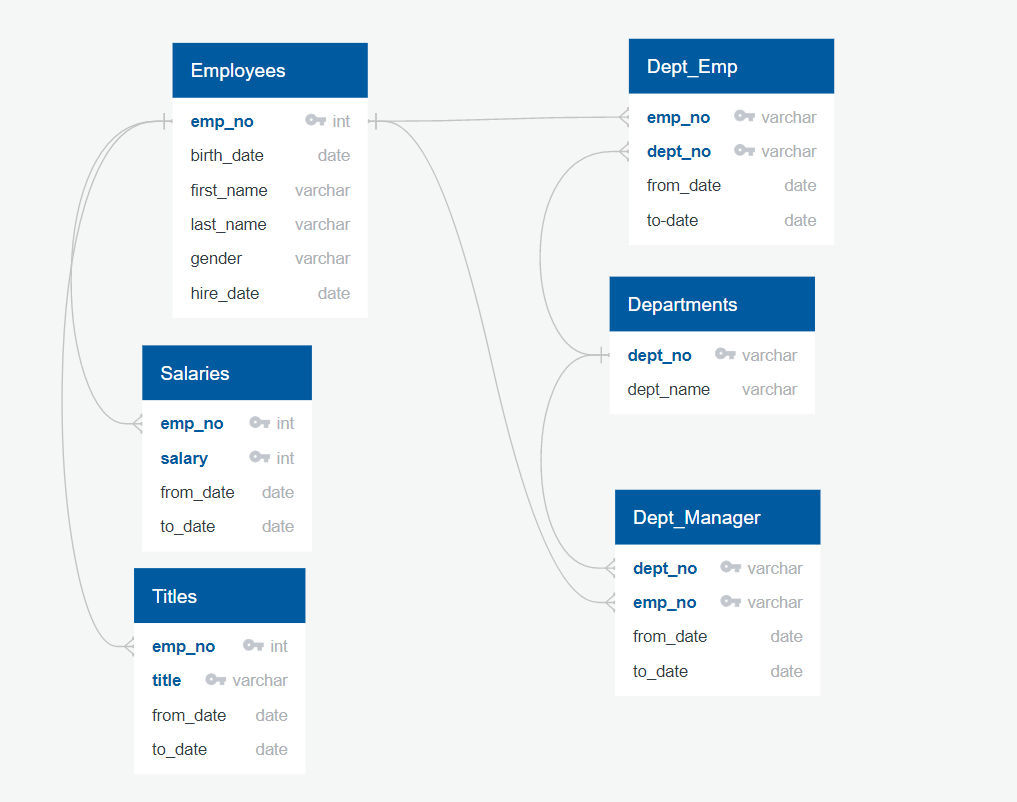 Employees
emp_no int
birth_date date
first_name varchar
last_name varchar
gender varchar
hire_date date
Salaries
emp_no int
salary int
from_date date
to_date date
Titles
emp_no int
title varchar
from_date date
to_date date
Dept_Emp
emp_no varchar
dept_no varchar
from_date date
to-date date
Departments
dept_no varchar
dept_name varchar
Dept_Manager
dept_no varchar
emp_no varchar
from_date date
to_date date